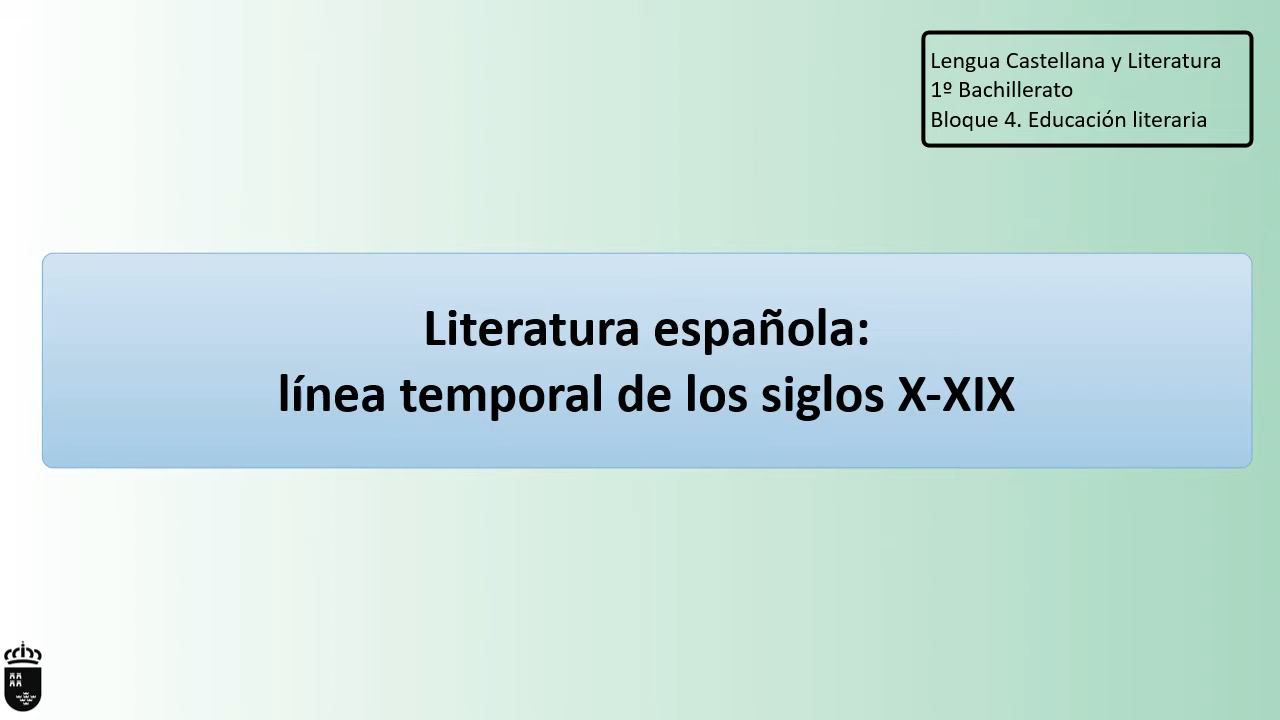 Lengua Castellana y Literatura
1º Bachillerato
Bloque 4. Educación literaria
Literatura española:
línea temporal de los siglos X-XIX